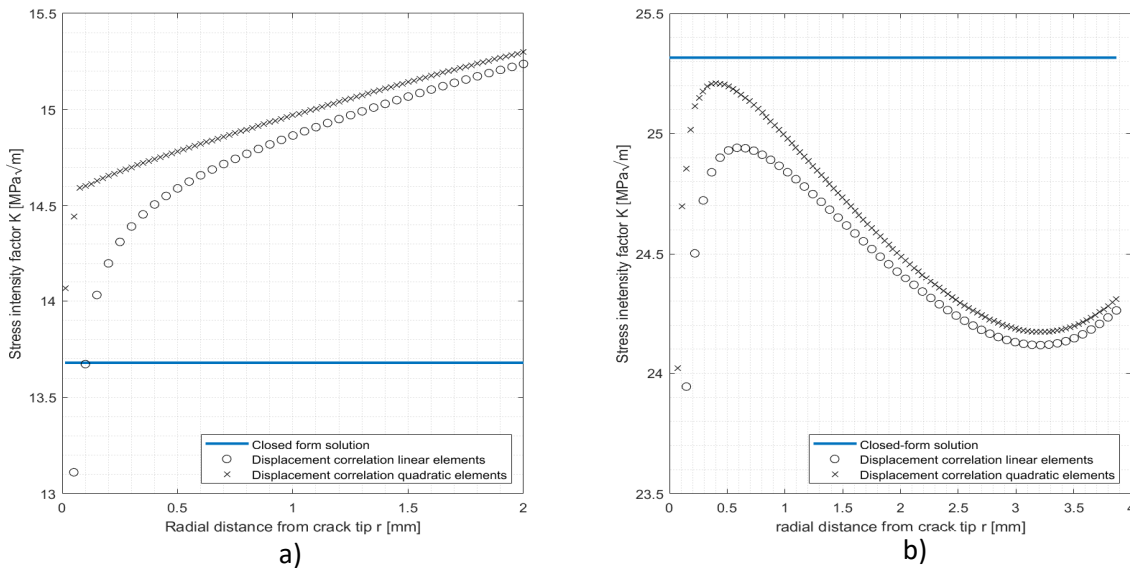 15.5
15
14.5
14
13.5
13
Stress intensity factor K [MPa√m]
Closed form solution
Displacement correlation linear elements
Displacement correlation quadratic elements
0 0.5 1 1.5 2
Radial distance from crack tip r [mm]
a)
25.5
25
24.5
24
23.5
Stress inetensity factor K [MPa√m]
Closed-form solution
Displacement correlation linear elements
Displacement correlation quadratic elements
0 0.5 1 1.5 2 2.5 3 3.5 4
radial distance from crack tip r [mm]
b)